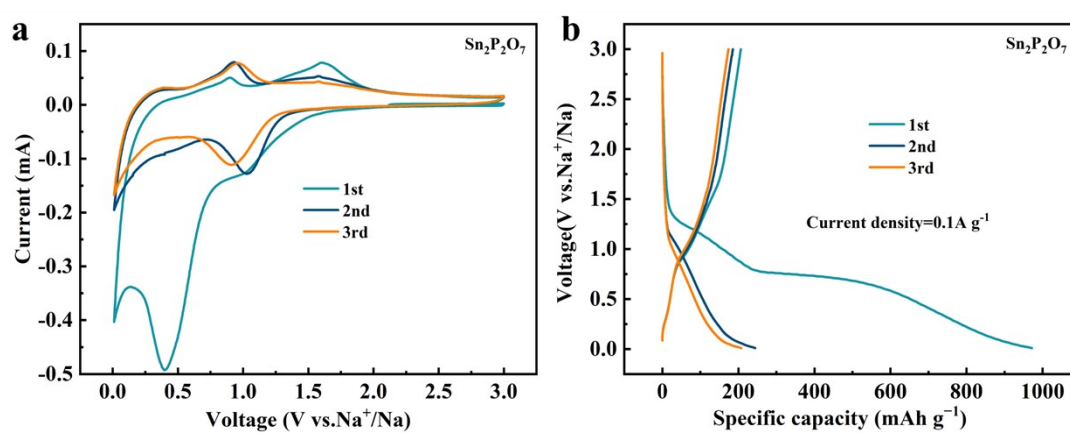 a
Sn₂P₂O₇
0.1
0.0
-0.1
-0.2
-0.3
-0.4
-0.5
Current (mA)
1st
2nd
3rd
0.0 0.5 1.0 1.5 2.0 2.5 3.0
Voltage (V vs.Na⁺/Na)
b
Sn₂P₂O₇
3.0
2.5
2.0
1.5
1.0
0.5
0.0
Voltage(V vs.Na⁺/Na)
1st
2nd
3rd
Current density=0.1A g⁻¹
0 200 400 600 800 1000
Specific capacity (mAh g⁻¹)